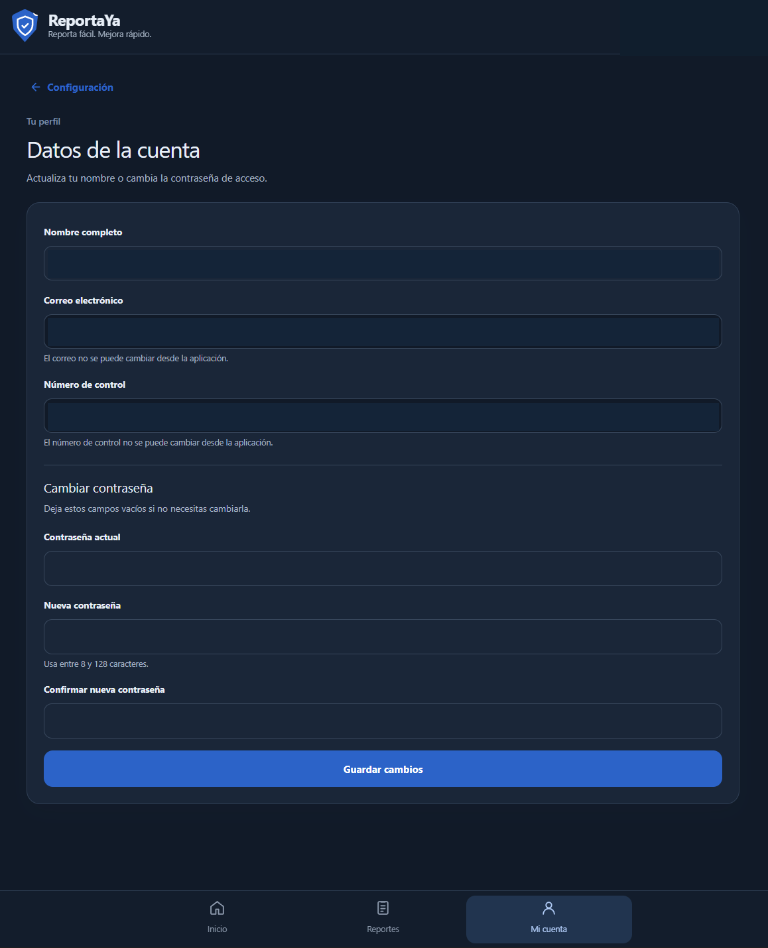 ReportaYa
Reporta fácil. Mejora rápido.
Configuración
Tu perfil
Datos de la cuenta
Actualiza tu nombre o cambia la contraseña de acceso.
Nombre completo
Correo electrónico
El correo no se puede cambiar desde la aplicación.
Número de control
El número de control no se puede cambiar desde la aplicación.
Cambiar contraseña
Deja estos campos vacíos si no necesitas cambiarla.
Contraseña actual
Nueva contraseña
Usa entre 8 y 128 caracteres.
Confirmar nueva contraseña
Guardar cambios
Inicio
Reportes
Mi cuenta